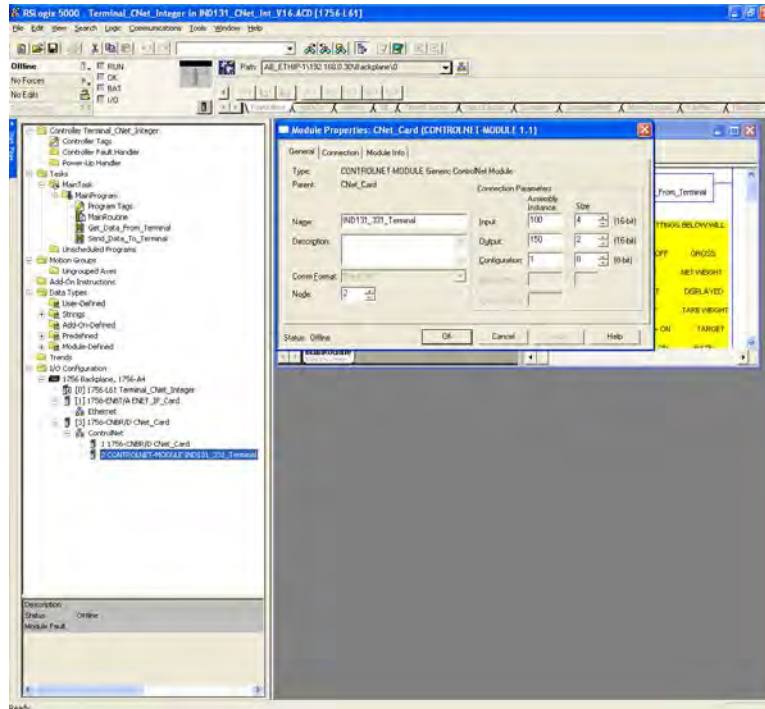 RSLogix 5000 - Terminal_CNet_Integer in IND131_CNet_Int_V16.ACD [1756-L61]
File Edit View Search Logic Communications Tools Window Help
Offline
RUN
No Forces
OK
No Edits
BAT
I/O
Path: AB_ETHIP-1\192.168.0.30\Backplane\0
Controller Terminal_CNet_Integer
Controller Tags
Controller Fault Handler
Power-Up Handler
Tasks
MainTask
MainProgram
Program Tags
MainRoutine
Get_Data_From_Terminal
Send_Data_To_Terminal
Unscheduled Programs
Motion Groups
Ungrouped Axes
Add-On Instructions
Data Types
User-Defined
Strings
Add-On-Defined
Predefined
Module-Defined
Trends
I/O Configuration
1756 Backplane, 1756-A4
[0] 1756-L61 Terminal_CNet_Integer
[1] 1756-ENBT/A ENET_IP_Card
Ethernet
[3] 1756-CNBR/D CNet_Card
ControlNet
1 1756-CNBR/D CNet_Card
2 CONTROLNET-MODULE IND131_331_Terminal
Description
Status Offline
Module Fault
Ready
Module Properties: CNet_Card (CONTROLNET-MODULE 1.1)
General Connection Module Info
Type: CONTROLNET-MODULE Generic ControlNet Module
Parent: CNet_Card
Connection Parameters
Assembly Instance: Size:
Name: IND131_331_Terminal
Input: 100 4 (16-bit)
Description:
Output: 150 2 (16-bit)
Configuration: 1 0 (8-bit)
Comm Format:
Node: 2
Status: Offline
OK Cancel Help
_From_Terminal
BELOW WILL
GROSS
NET WEIGHT
DISPLAYED
TARE WEIGHT
ON TARGET
MainRoutine